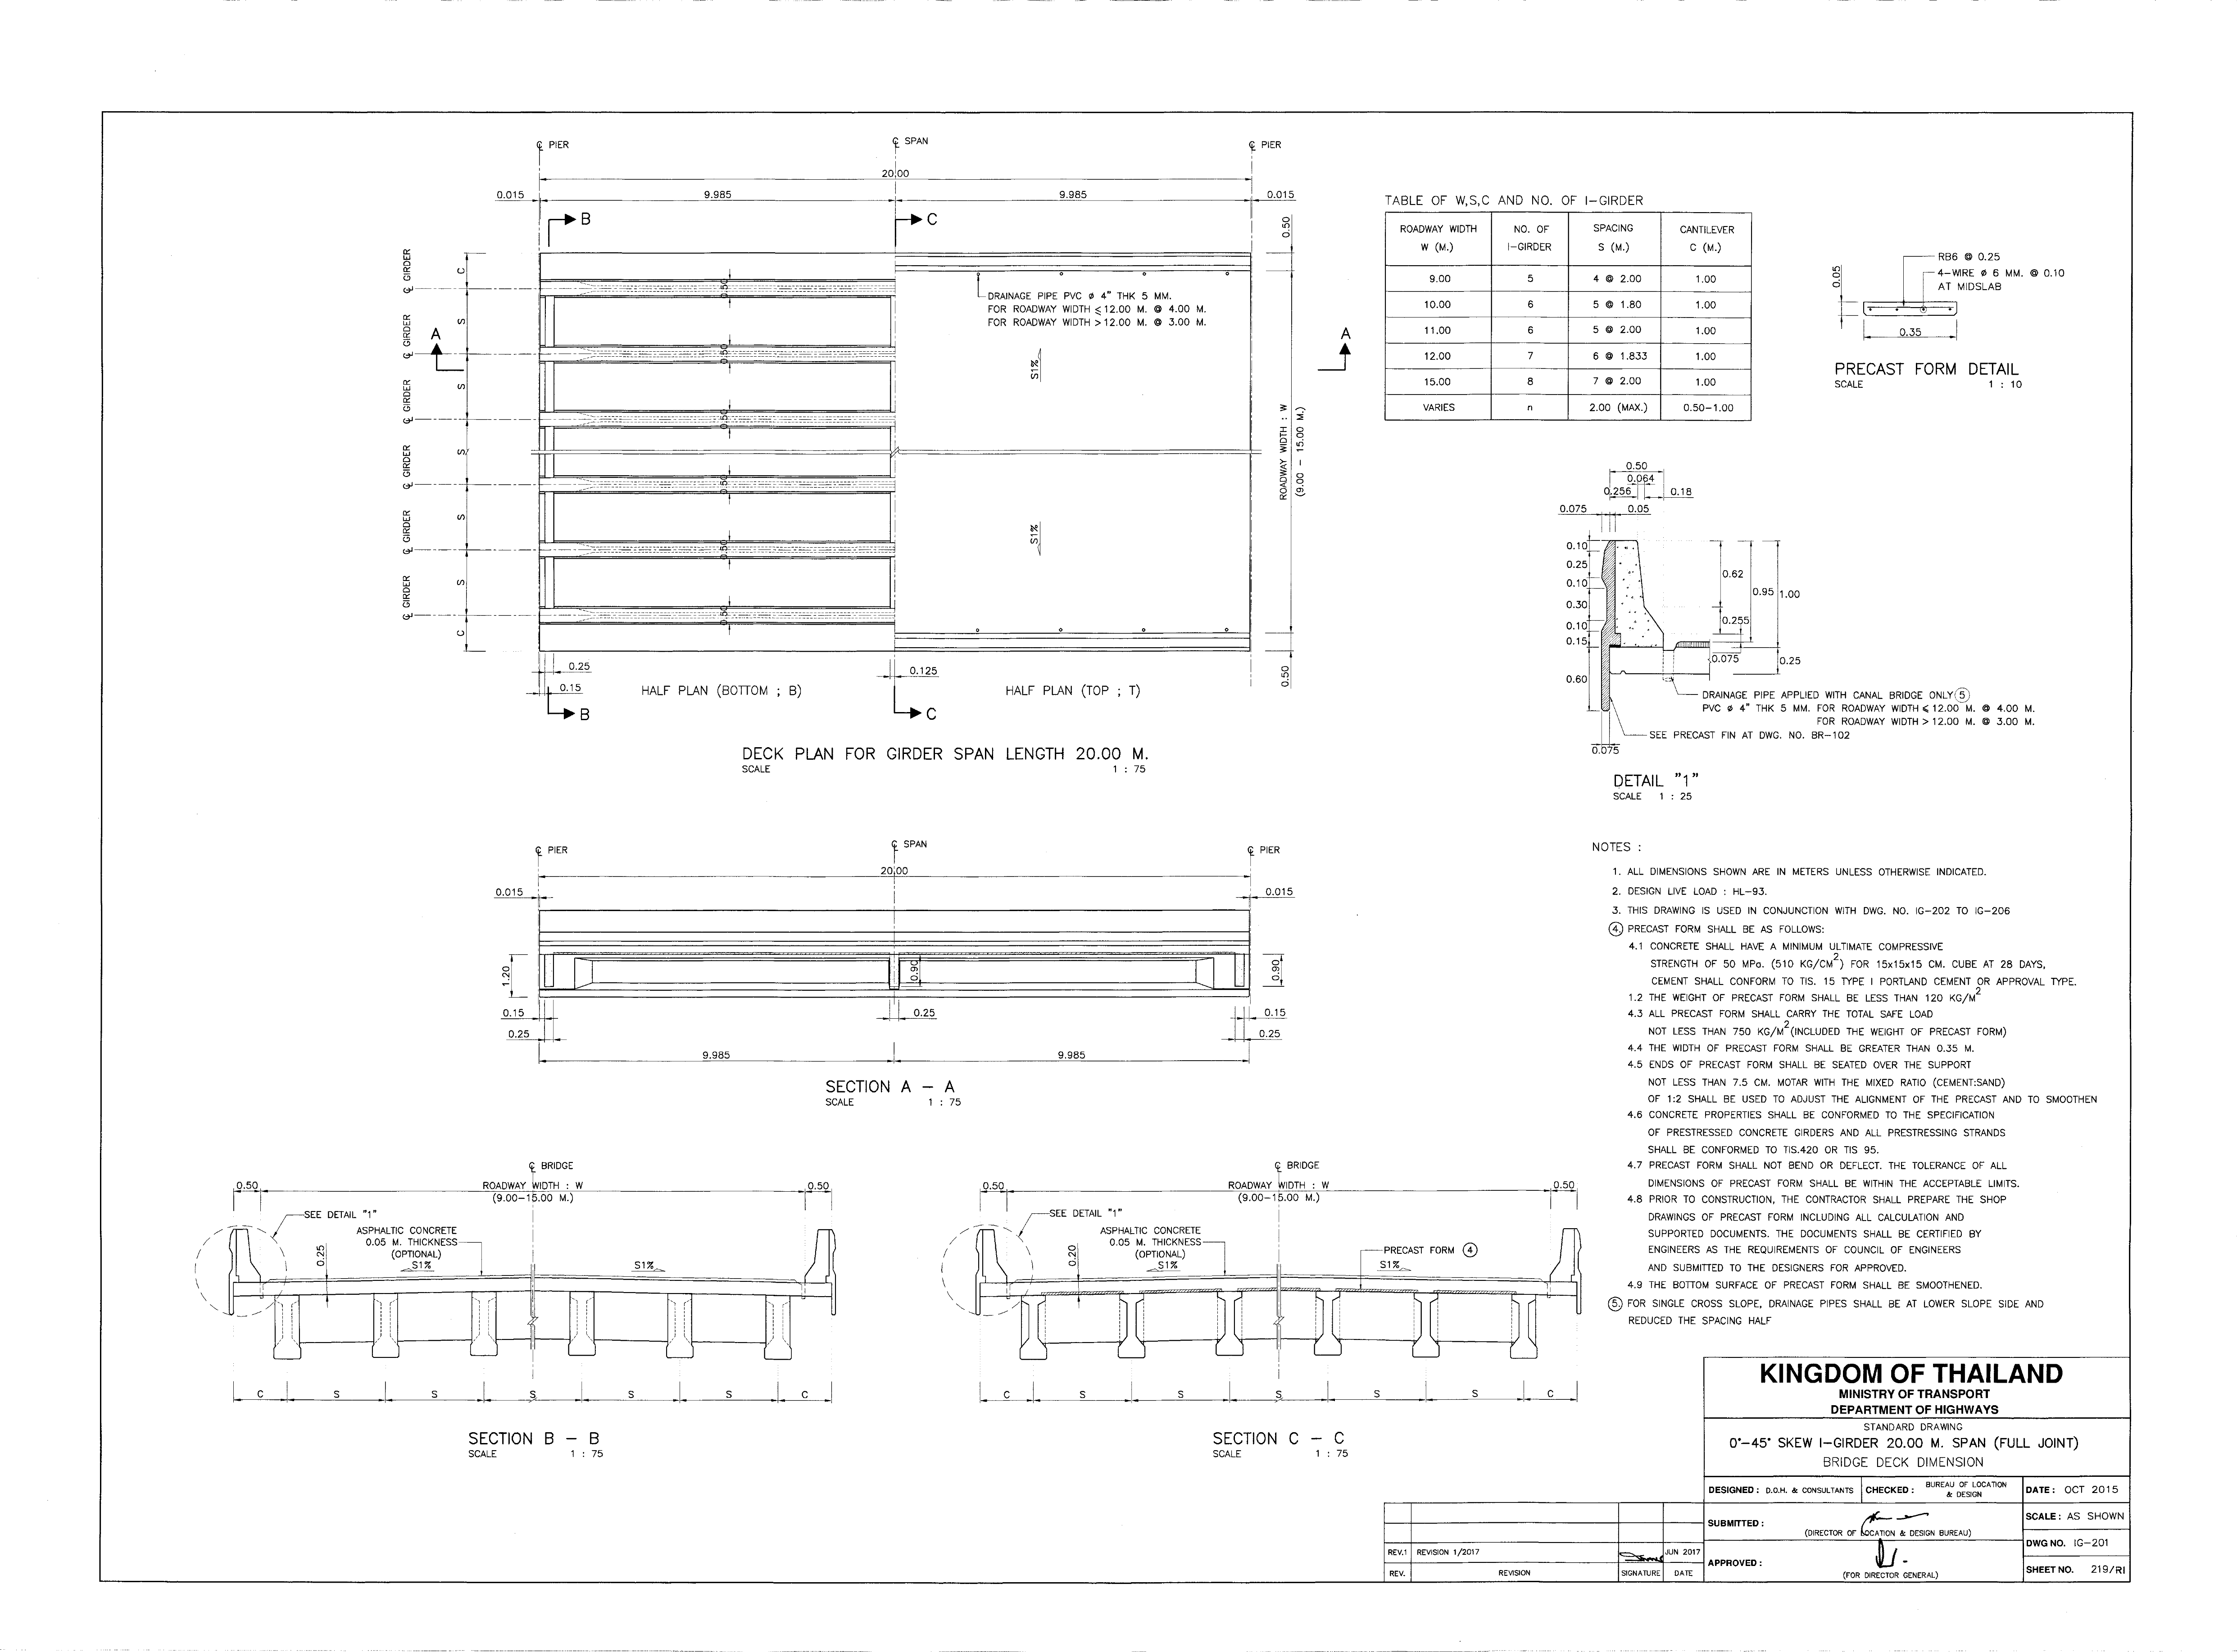 ℄ PIER
℄ SPAN
℄ PIER
20.00
0.015
9.985
9.985
0.015
B
C
0.50
℄ GIRDER
℄ GIRDER
℄ GIRDER
℄ GIRDER
℄ GIRDER
℄ GIRDER
C
S
S
S
S
S
C
A
A
0.50
0.50
0.50
0.50
0.50
0.50
DRAINAGE PIPE PVC ø 4" THK 5 MM.
FOR ROADWAY WIDTH ≤ 12.00 M. @ 4.00 M.
FOR ROADWAY WIDTH > 12.00 M. @ 3.00 M.
S1%
S1%
ROADWAY WIDTH : W
(9.00 - 15.00 M.)
0.50
0.25
0.15
0.125
B
C
HALF PLAN (BOTTOM ; B)
HALF PLAN (TOP ; T)
DECK PLAN FOR GIRDER SPAN LENGTH 20.00 M.
SCALE 1 : 75
TABLE OF W,S,C AND NO. OF I-GIRDER
ROADWAY WIDTH W (M.) NO. OF I-GIRDER SPACING S (M.) CANTILEVER C (M.)
9.00 5 4 @ 2.00 1.00
10.00 6 5 @ 1.80 1.00
11.00 6 5 @ 2.00 1.00
12.00 7 6 @ 1.833 1.00
15.00 8 7 @ 2.00 1.00
VARIES n 2.00 (MAX.) 0.50-1.00
RB6 @ 0.25
4-WIRE ø 6 MM. @ 0.10
AT MIDSLAB
0.05
0.35
PRECAST FORM DETAIL
SCALE 1 : 10
0.50
0.064
0.256
0.18
0.075
0.05
0.10
0.25
0.10
0.30
0.10
0.15
0.60
0.62
0.95
1.00
0.255
0.075
0.25
0.075
DRAINAGE PIPE APPLIED WITH CANAL BRIDGE ONLY 5
PVC ø 4" THK 5 MM. FOR ROADWAY WIDTH ≤ 12.00 M. @ 4.00 M.
FOR ROADWAY WIDTH > 12.00 M. @ 3.00 M.
SEE PRECAST FIN AT DWG. NO. BR-102
DETAIL "1"
SCALE 1 : 25
℄ PIER
℄ SPAN
℄ PIER
20.00
0.015
0.015
1.20
0.90
0.90
0.15
0.25
0.25
0.15
0.25
9.985
9.985
SECTION A - A
SCALE 1 : 75
℄ BRIDGE
0.50
ROADWAY WIDTH : W
(9.00-15.00 M.)
0.50
SEE DETAIL "1"
ASPHALTIC CONCRETE
0.05 M. THICKNESS
(OPTIONAL)
0.25
S1%
S1%
C S S S S S C
SECTION B - B
SCALE 1 : 75
℄ BRIDGE
0.50
ROADWAY WIDTH : W
(9.00-15.00 M.)
0.50
SEE DETAIL "1"
ASPHALTIC CONCRETE
0.05 M. THICKNESS
(OPTIONAL)
0.20
S1%
PRECAST FORM 4
S1%
C S S S S S C
SECTION C - C
SCALE 1 : 75
NOTES :
1. ALL DIMENSIONS SHOWN ARE IN METERS UNLESS OTHERWISE INDICATED.
2. DESIGN LIVE LOAD : HL-93.
3. THIS DRAWING IS USED IN CONJUNCTION WITH DWG. NO. IG-202 TO IG-206
4. PRECAST FORM SHALL BE AS FOLLOWS:
4.1 CONCRETE SHALL HAVE A MINIMUM ULTIMATE COMPRESSIVE
STRENGTH OF 50 MPa. (510 KG/CM2) FOR 15x15x15 CM. CUBE AT 28 DAYS,
CEMENT SHALL CONFORM TO TIS. 15 TYPE I PORTLAND CEMENT OR APPROVAL TYPE.
1.2 THE WEIGHT OF PRECAST FORM SHALL BE LESS THAN 120 KG/M2
4.3 ALL PRECAST FORM SHALL CARRY THE TOTAL SAFE LOAD
NOT LESS THAN 750 KG/M2 (INCLUDED THE WEIGHT OF PRECAST FORM)
4.4 THE WIDTH OF PRECAST FORM SHALL BE GREATER THAN 0.35 M.
4.5 ENDS OF PRECAST FORM SHALL BE SEATED OVER THE SUPPORT
NOT LESS THAN 7.5 CM. MOTAR WITH THE MIXED RATIO (CEMENT:SAND)
OF 1:2 SHALL BE USED TO ADJUST THE ALIGNMENT OF THE PRECAST AND TO SMOOTHEN
4.6 CONCRETE PROPERTIES SHALL BE CONFORMED TO THE SPECIFICATION
OF PRESTRESSED CONCRETE GIRDERS AND ALL PRESTRESSING STRANDS
SHALL BE CONFORMED TO TIS.420 OR TIS 95.
4.7 PRECAST FORM SHALL NOT BEND OR DEFLECT. THE TOLERANCE OF ALL
DIMENSIONS OF PRECAST FORM SHALL BE WITHIN THE ACCEPTABLE LIMITS.
4.8 PRIOR TO CONSTRUCTION, THE CONTRACTOR SHALL PREPARE THE SHOP
DRAWINGS OF PRECAST FORM INCLUDING ALL CALCULATION AND
SUPPORTED DOCUMENTS. THE DOCUMENTS SHALL BE CERTIFIED BY
ENGINEERS AS THE REQUIREMENTS OF COUNCIL OF ENGINEERS
AND SUBMITTED TO THE DESIGNERS FOR APPROVED.
4.9 THE BOTTOM SURFACE OF PRECAST FORM SHALL BE SMOOTHENED.
5. FOR SINGLE CROSS SLOPE, DRAINAGE PIPES SHALL BE AT LOWER SLOPE SIDE AND
REDUCED THE SPACING HALF
KINGDOM OF THAILAND
MINISTRY OF TRANSPORT
DEPARTMENT OF HIGHWAYS
STANDARD DRAWING
0°-45° SKEW I-GIRDER 20.00 M. SPAN (FULL JOINT)
BRIDGE DECK DIMENSION
DESIGNED : D.O.H. & CONSULTANTS
CHECKED : BUREAU OF LOCATION & DESIGN
DATE : OCT 2015
SUBMITTED :
(DIRECTOR OF LOCATION & DESIGN BUREAU)
SCALE : AS SHOWN
DWG NO. IG-201
APPROVED :
(FOR DIRECTOR GENERAL)
SHEET NO. 219/R1
REV.1 REVISION 1/2017 JUN 2017
REV. REVISION SIGNATURE DATE